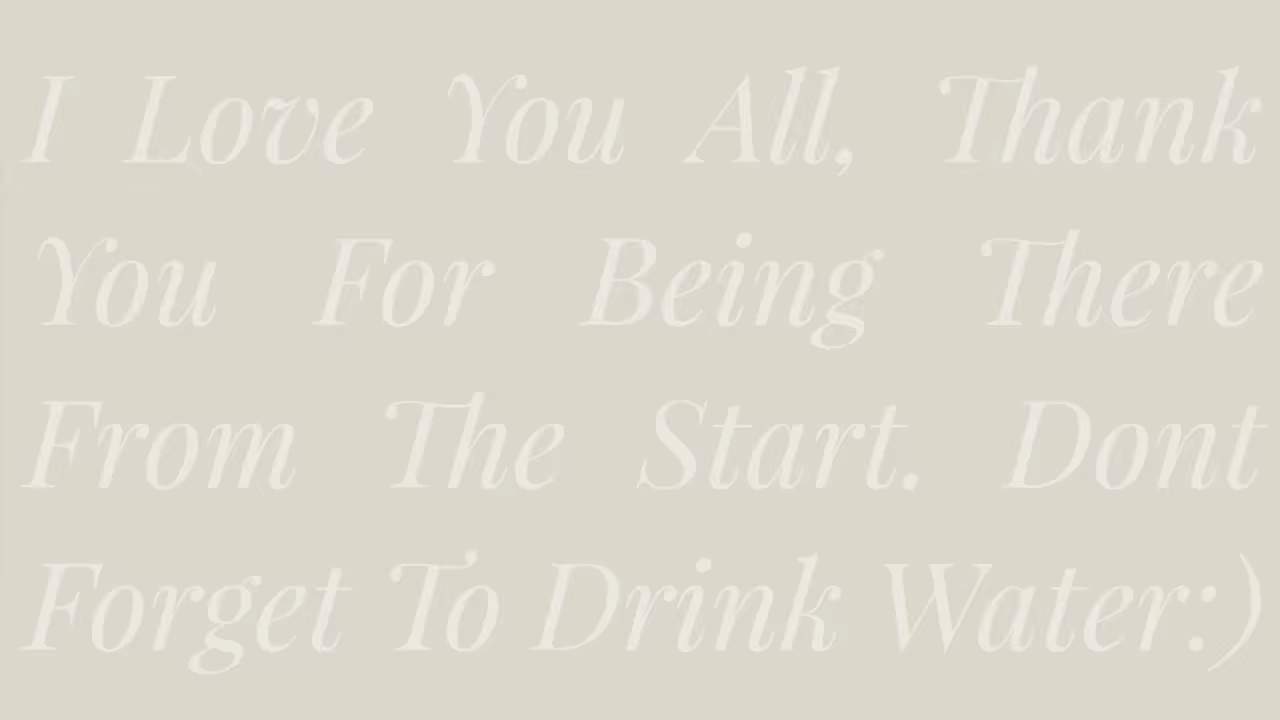 I Love You All, Thank
You For Being There
From The Start. Dont
Forget To Drink Water:)